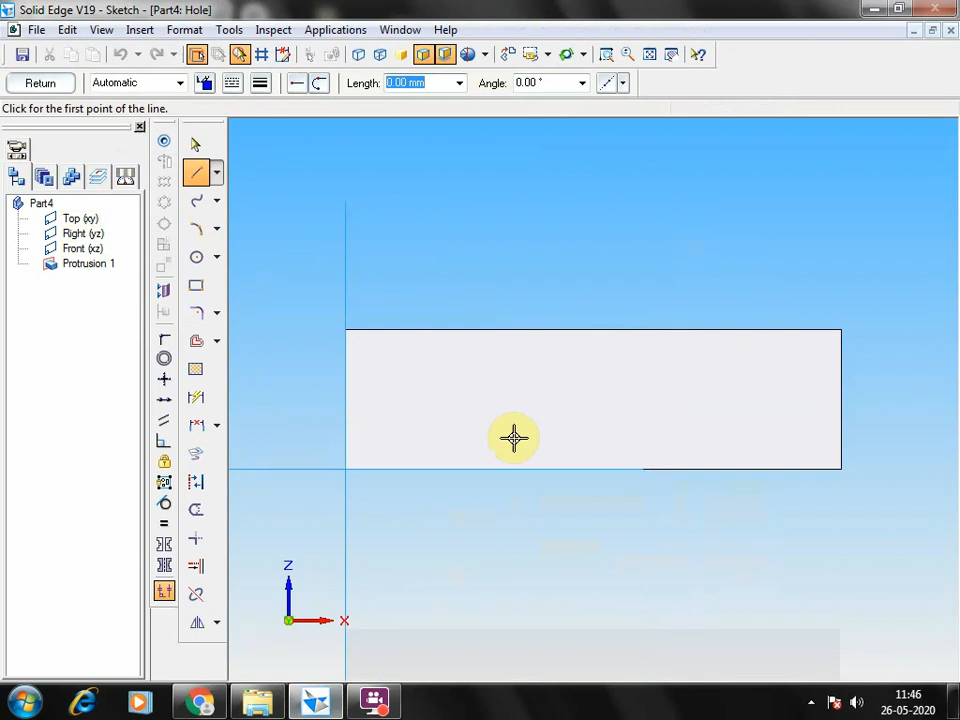 Solid Edge V19 - Sketch - [Part4: Hole]
File Edit View Insert Format Tools Inspect Applications Window Help
Return Automatic Length: 0.00 mm Angle: 0.00 °
Click for the first point of the line.
Part4
Top (xy)
Right (yz)
Front (xz)
Protrusion 1
Z
X
11:46
26-05-2020